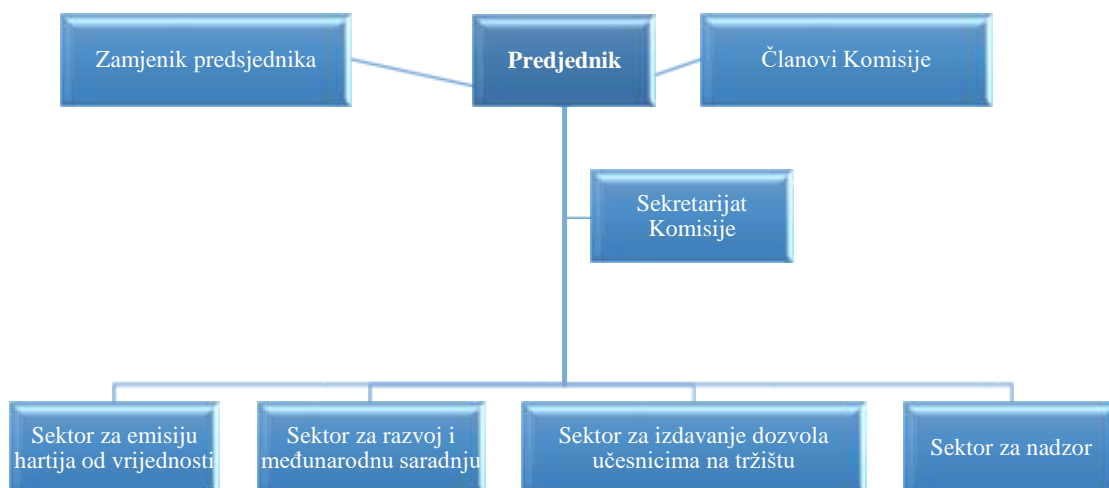 Zamjenik predsjednika
Predjednik
Članovi Komisije
Sekretarijat
Komisije
Sektor za emisiju
hartija od vrijednosti
Sektor za razvoj i
međunarodnu saradnju
Sektor za izdavanje dozvola
učesnicima na tržištu
Sektor za nadzor